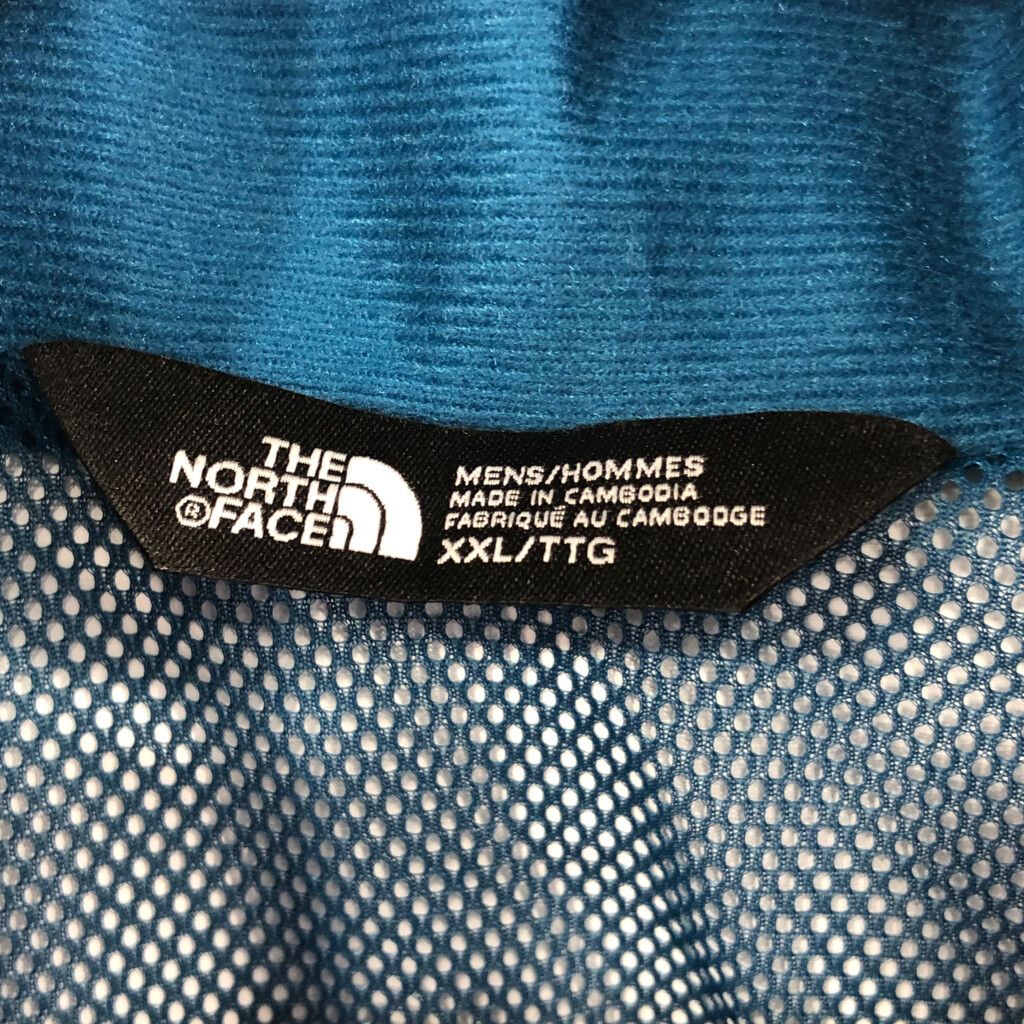 THE
NORTH
®FACE
MENS/HOMMES
MADE IN CAMBODIA
FABRIQUÉ AU CAMBODGE
XXL/TTG